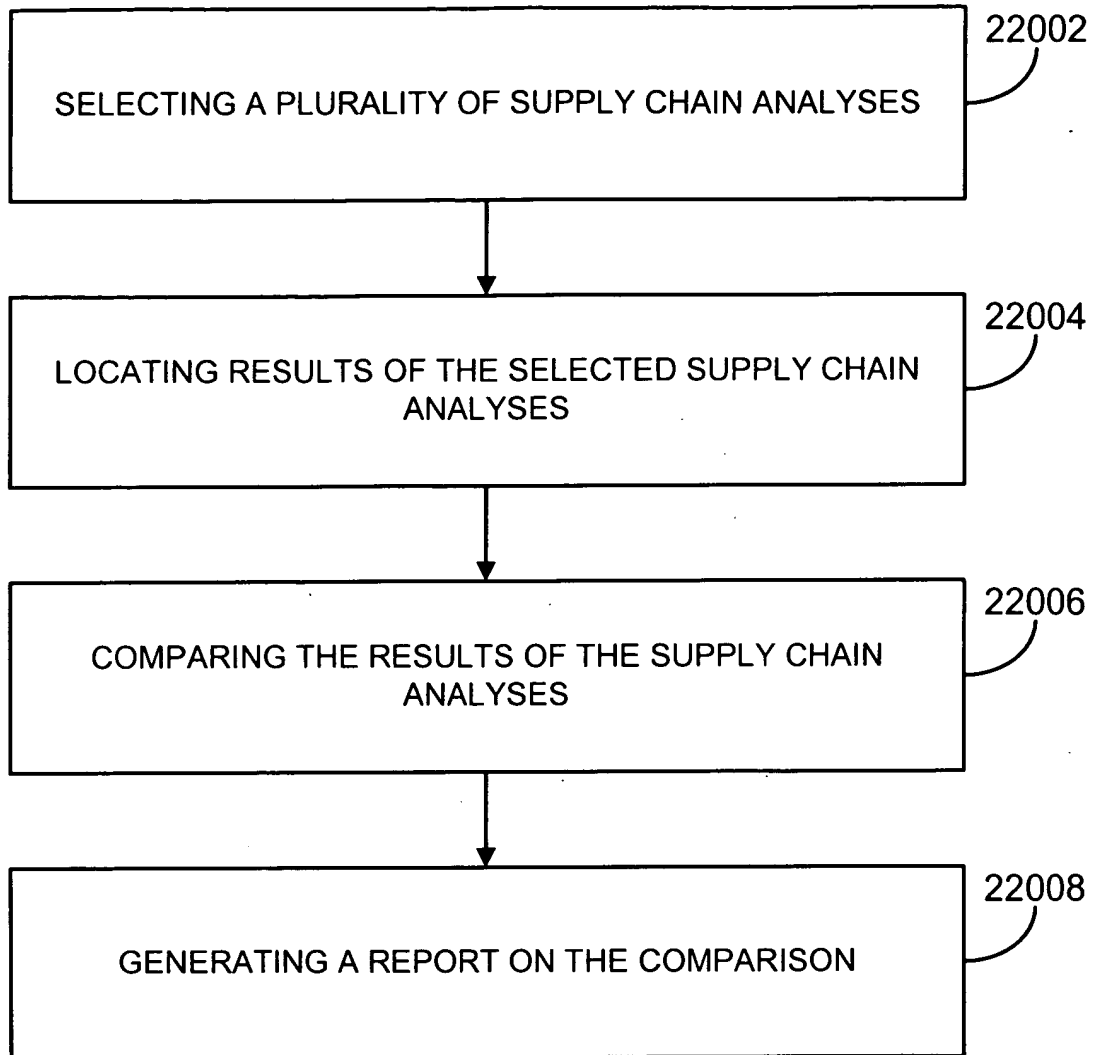 22002
SELECTING A PLURALITY OF SUPPLY CHAIN ANALYSES
22004
LOCATING RESULTS OF THE SELECTED SUPPLY CHAIN
ANALYSES
22006
COMPARING THE RESULTS OF THE SUPPLY CHAIN
ANALYSES
22008
GENERATING A REPORT ON THE COMPARISON